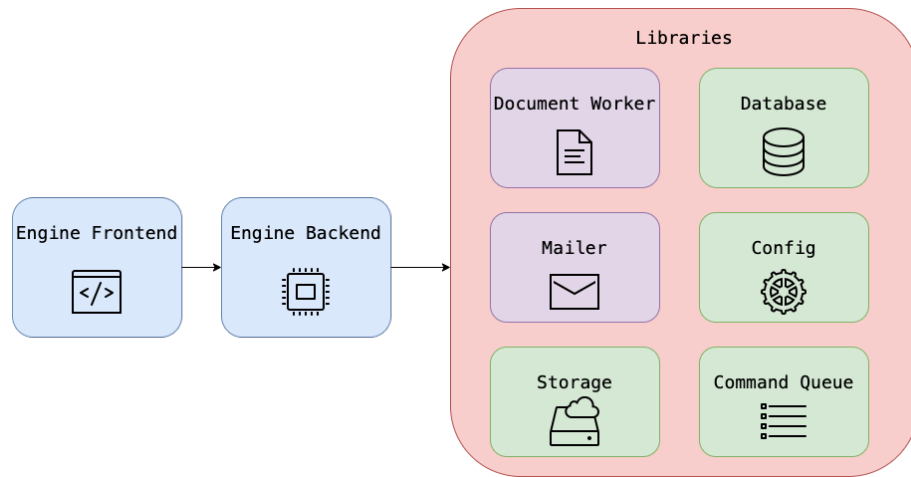 Libraries
Document Worker
Database
Engine Frontend
</>
Engine Backend
Mailer
Config
Storage
Command Queue